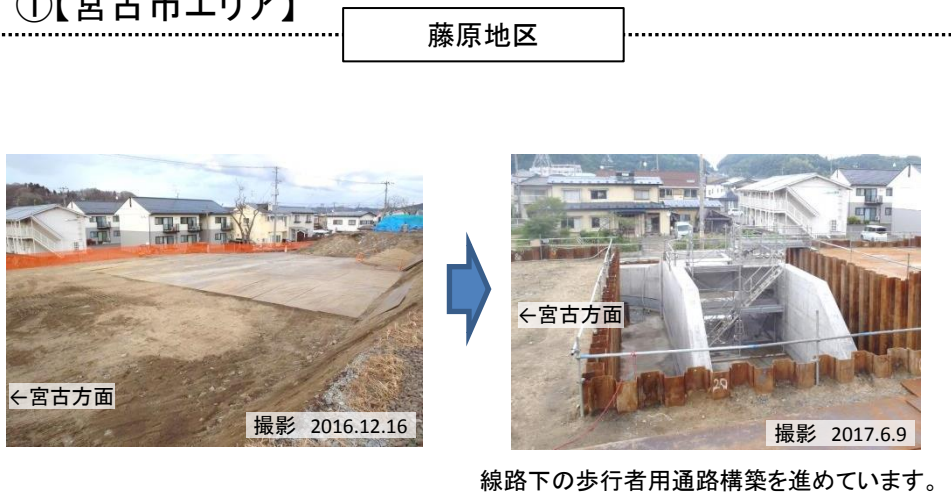 ①【宮古市エリア】
藤原地区
←宮古方面
撮影 2016.12.16
←宮古方面
29
撮影 2017.6.9
線路下の歩行者用通路構築を進めています。